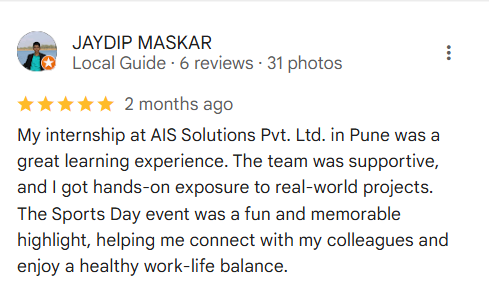 JAYDIP MASKAR
Local Guide · 6 reviews · 31 photos
2 months ago
My internship at AIS Solutions Pvt. Ltd. in Pune was a
great learning experience. The team was supportive,
and I got hands-on exposure to real-world projects.
The Sports Day event was a fun and memorable
highlight, helping me connect with my colleagues and
enjoy a healthy work-life balance.